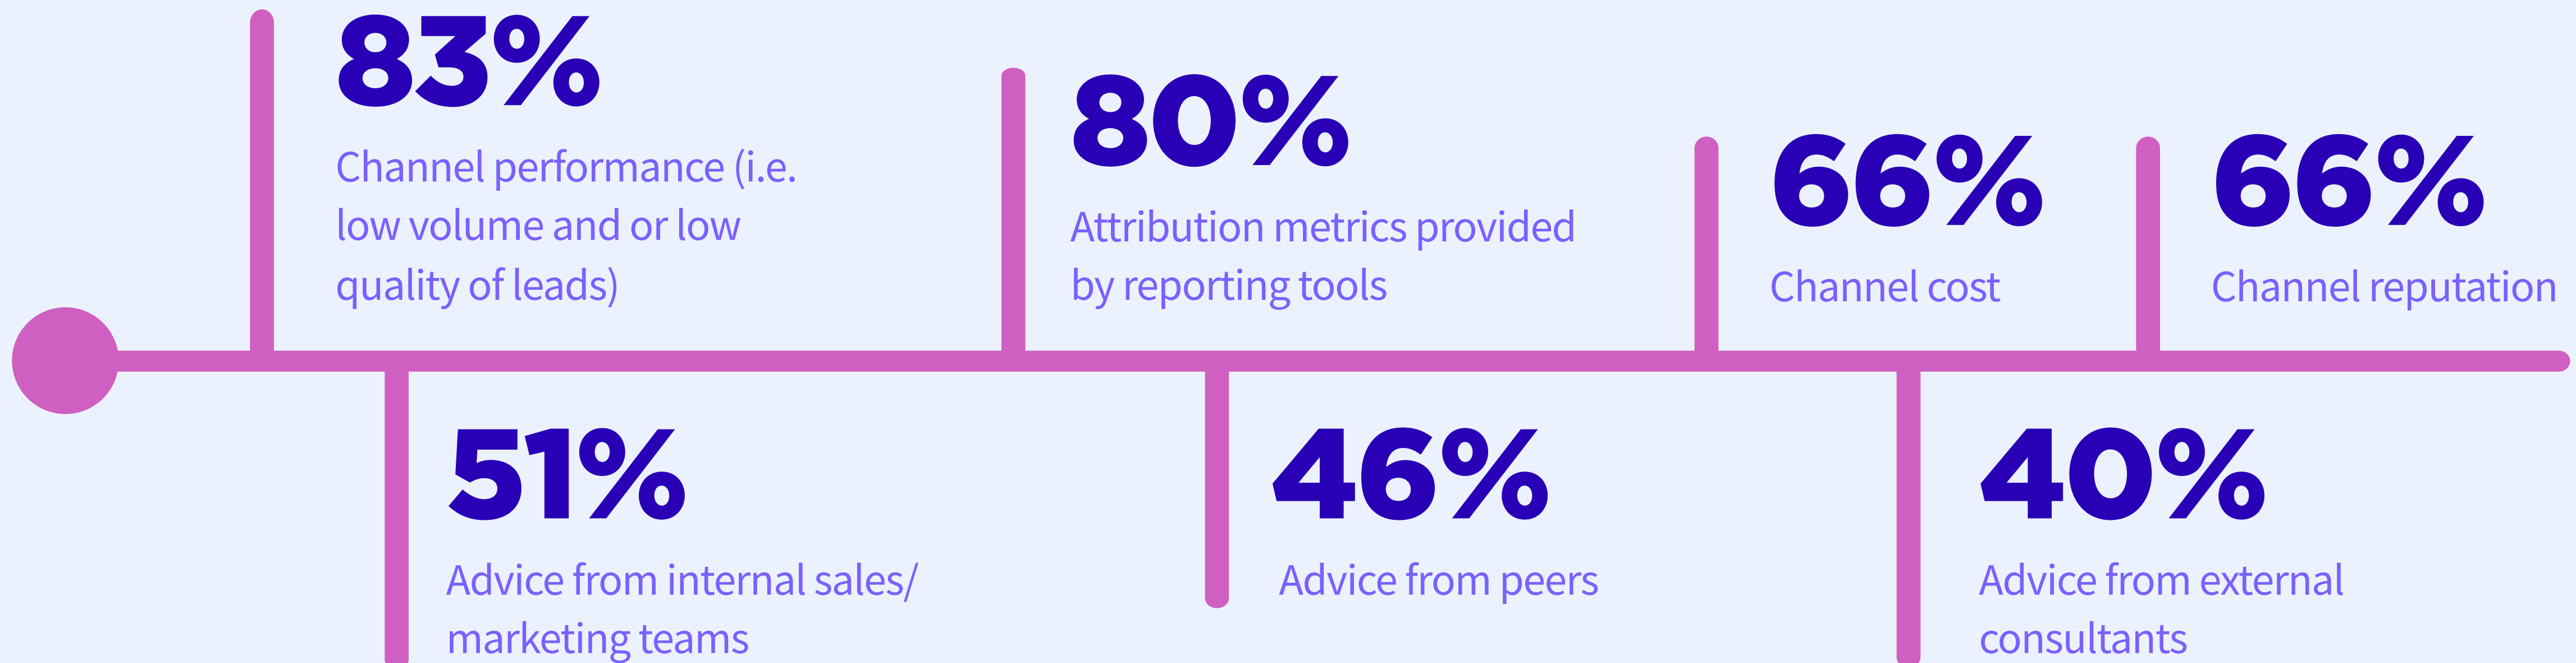 83%
Channel performance (i.e.
low volume and or low
quality of leads)
80%
Attribution metrics provided
by reporting tools
66%
Channel cost
66%
Channel reputation
51%
Advice from internal sales/
marketing teams
46%
Advice from peers
40%
Advice from external
consultants